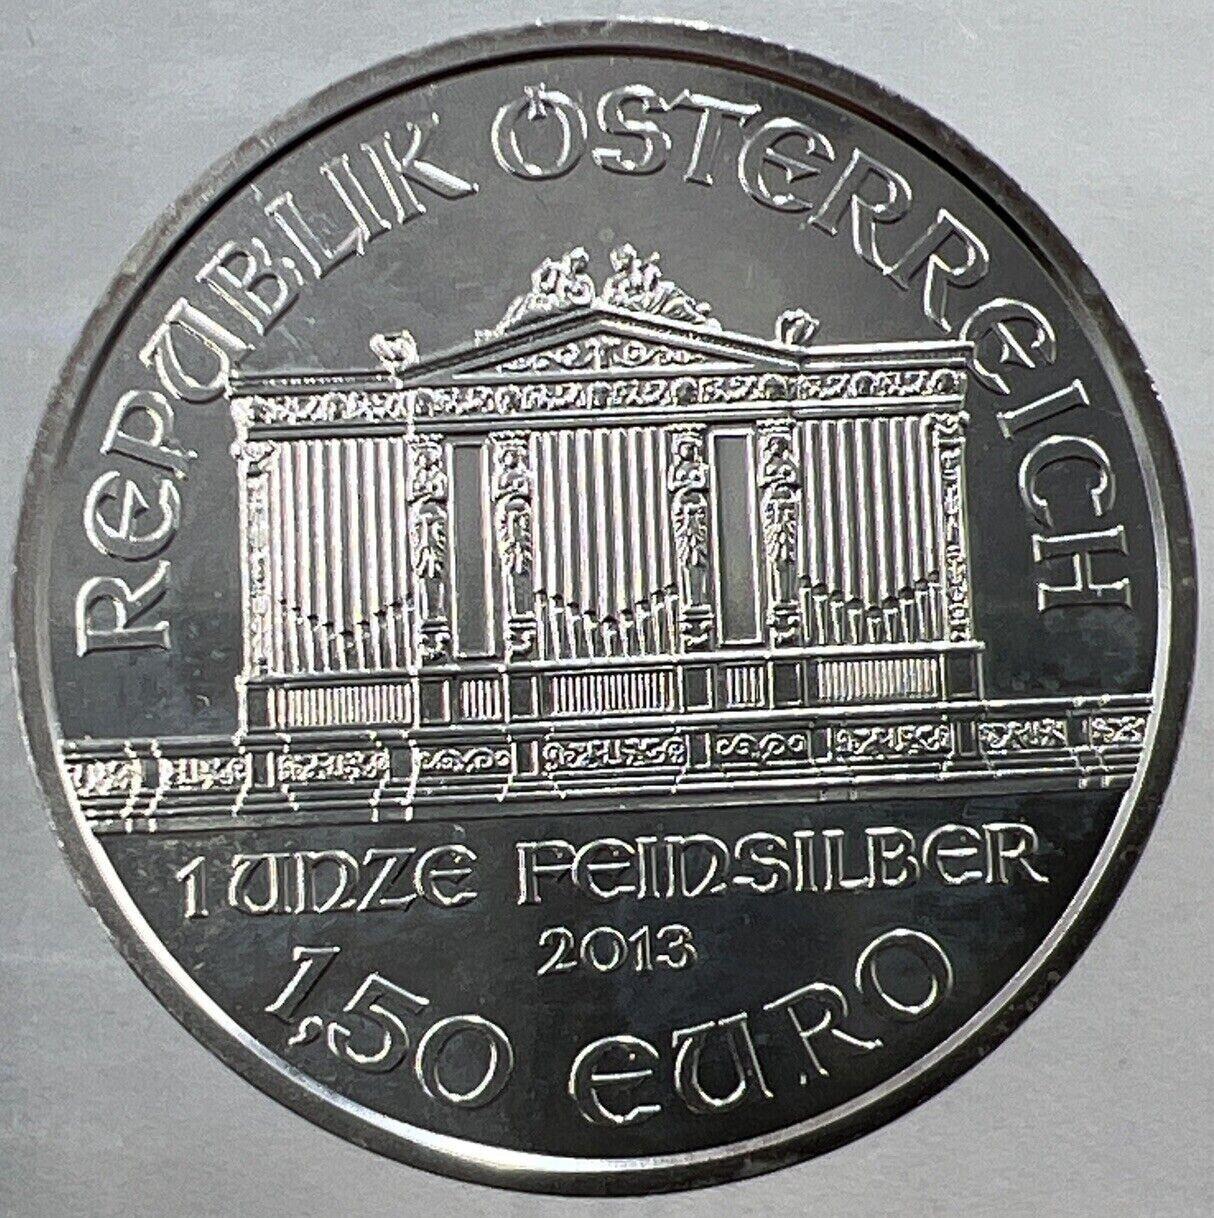 REPUBLIK ÖSTERREICH
1 UNZE FEINSILBER
2013
1,50 EURO